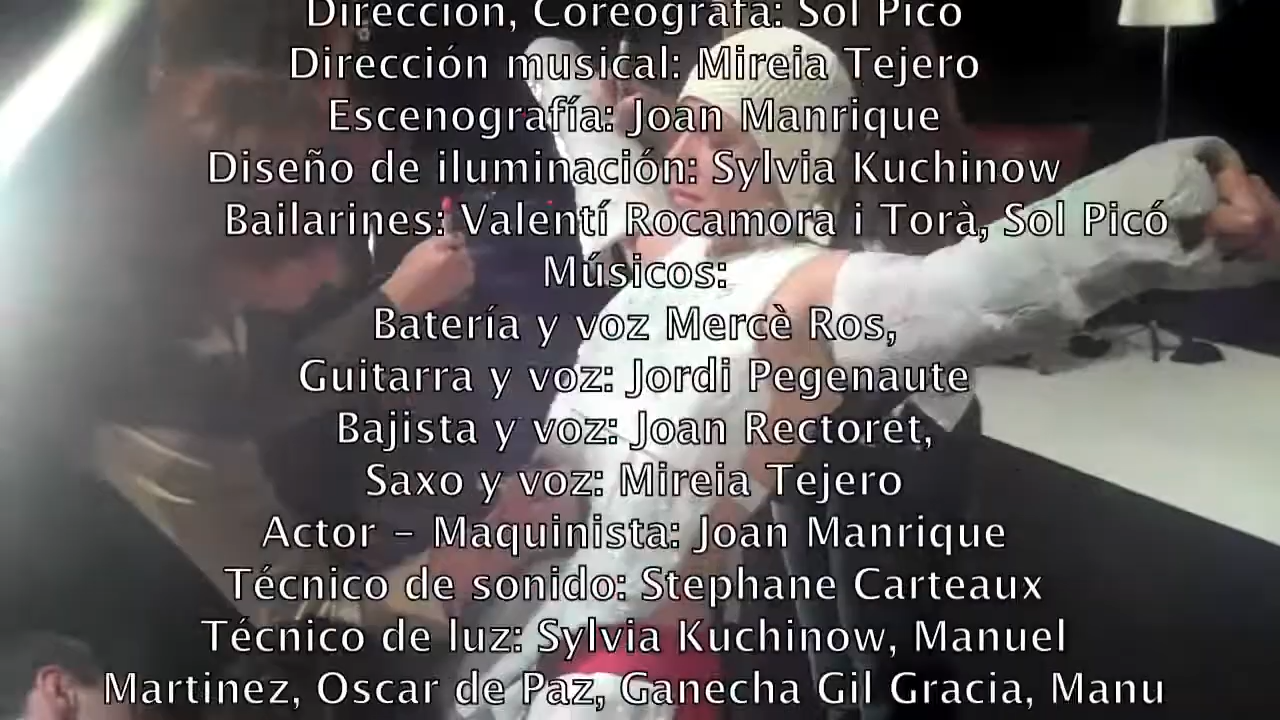 Dirección, Coreógrafa: Sol Picó
Dirección musical: Mireia Tejero
Escenografía: Joan Manrique
Diseño de iluminación: Sylvia Kuchinow
Bailarines: Valentí Rocamora i Torà, Sol Picó
Músicos:
Batería y voz Mercè Ros,
Guitarra y voz: Jordi Pegenaute
Bajista y voz: Joan Rectoret,
Saxo y voz: Mireia Tejero
Actor – Maquinista: Joan Manrique
Técnico de sonido: Stephane Carteaux
Técnico de luz: Sylvia Kuchinow, Manuel
Martinez, Oscar de Paz, Ganecha Gil Gracia, Manu